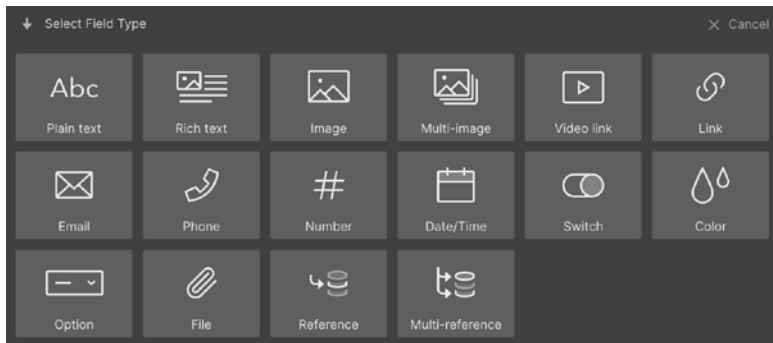 Select Field Type
Cancel
Abc
Plain text
Rich text
Image
Multi-image
Video link
Link
Email
Phone
Number
Date/Time
Switch
Color
Option
File
Reference
Multi-reference